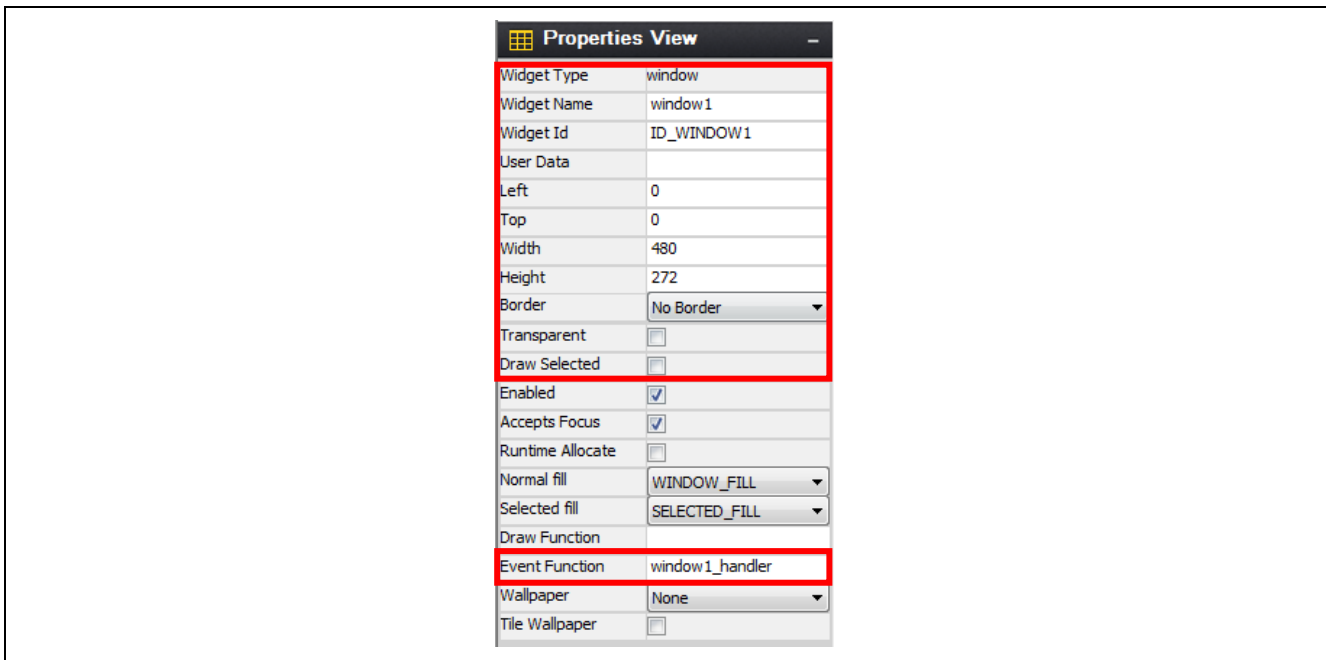 Properties View
Widget Type window
Widget Name window1
Widget Id ID_WINDOW1
User Data
Left 0
Top 0
Width 480
Height 272
Border No Border
Transparent
Draw Selected
Enabled
Accepts Focus
Runtime Allocate
Normal fill WINDOW_FILL
Selected fill SELECTED_FILL
Draw Function
Event Function window1_handler
Wallpaper None
Tile Wallpaper